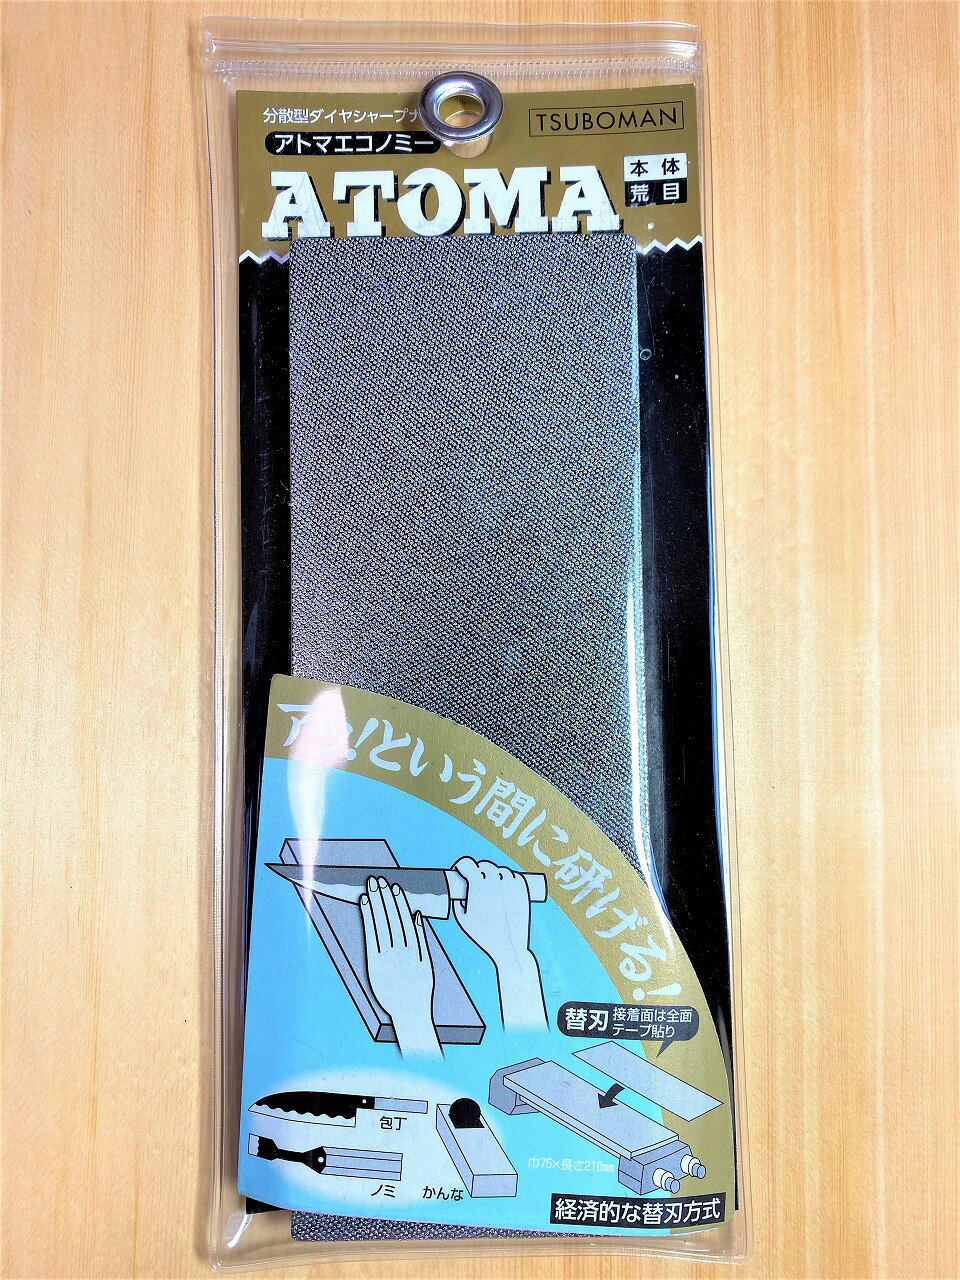 分散型ダイヤシャープナ
TSUBOMAN
アトマエコノミー
ATOMA
本体
荒目
アッ!という間に研げる!
替刃 接着面は全面
テープ貼り
包丁
ノミ
かんな
巾75×長さ210mm
経済的な替刃方式